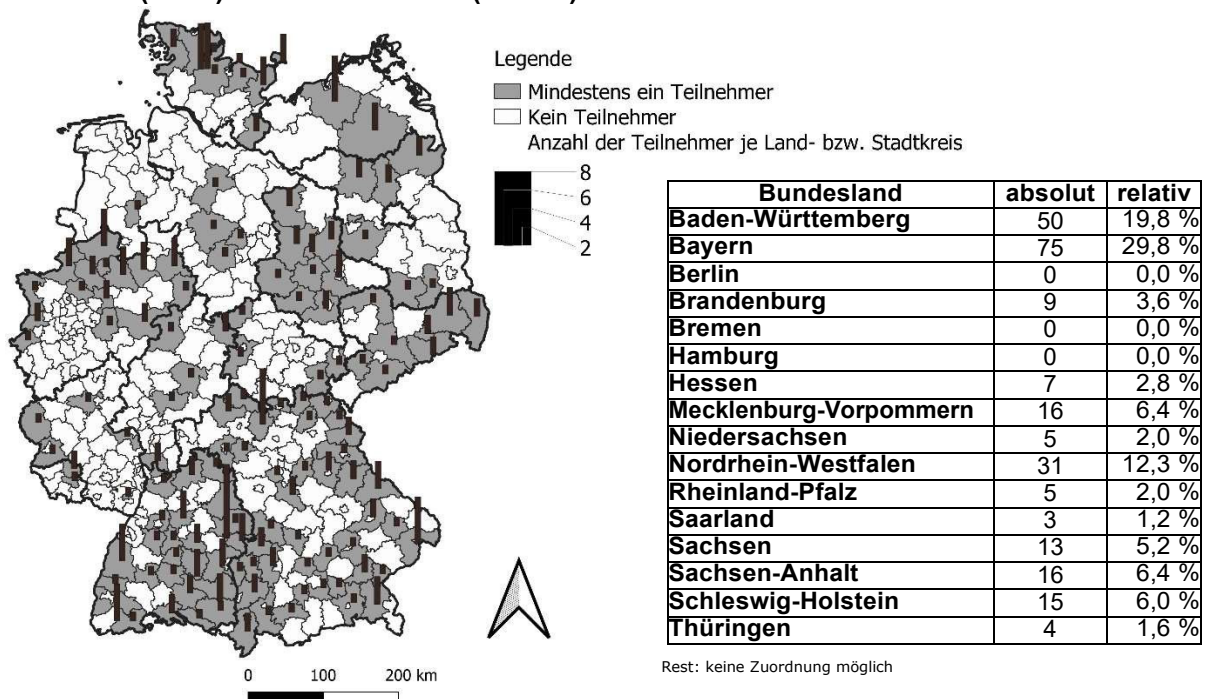 Legende
Mindestens ein Teilnehmer
Kein Teilnehmer
Anzahl der Teilnehmer je Land- bzw. Stadtkreis
8
6
4
2
Bundesland absolut relativ
Baden-Württemberg 50 19,8 %
Bayern 75 29,8 %
Berlin 0 0,0 %
Brandenburg 9 3,6 %
Bremen 0 0,0 %
Hamburg 0 0,0 %
Hessen 7 2,8 %
Mecklenburg-Vorpommern 16 6,4 %
Niedersachsen 5 2,0 %
Nordrhein-Westfalen 31 12,3 %
Rheinland-Pfalz 5 2,0 %
Saarland 3 1,2 %
Sachsen 13 5,2 %
Sachsen-Anhalt 16 6,4 %
Schleswig-Holstein 15 6,0 %
Thüringen 4 1,6 %
Rest: keine Zuordnung möglich
0 100 200 km